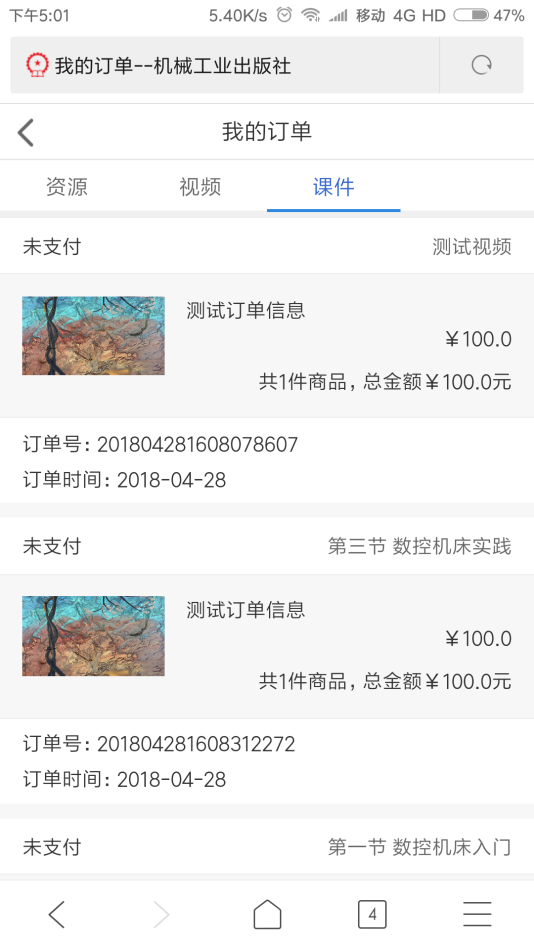 下午5:01 5.40K/s 移动 4G HD 47%
我的订单--机械工业出版社
我的订单
资源 视频 课件
未支付 测试视频
测试订单信息
￥100.0
共1件商品，总金额￥100.0元
订单号：201804281608078607
订单时间：2018-04-28
未支付 第三节 数控机床实践
测试订单信息
￥100.0
共1件商品，总金额￥100.0元
订单号：201804281608312272
订单时间：2018-04-28
未支付 第一节 数控机床入门
4